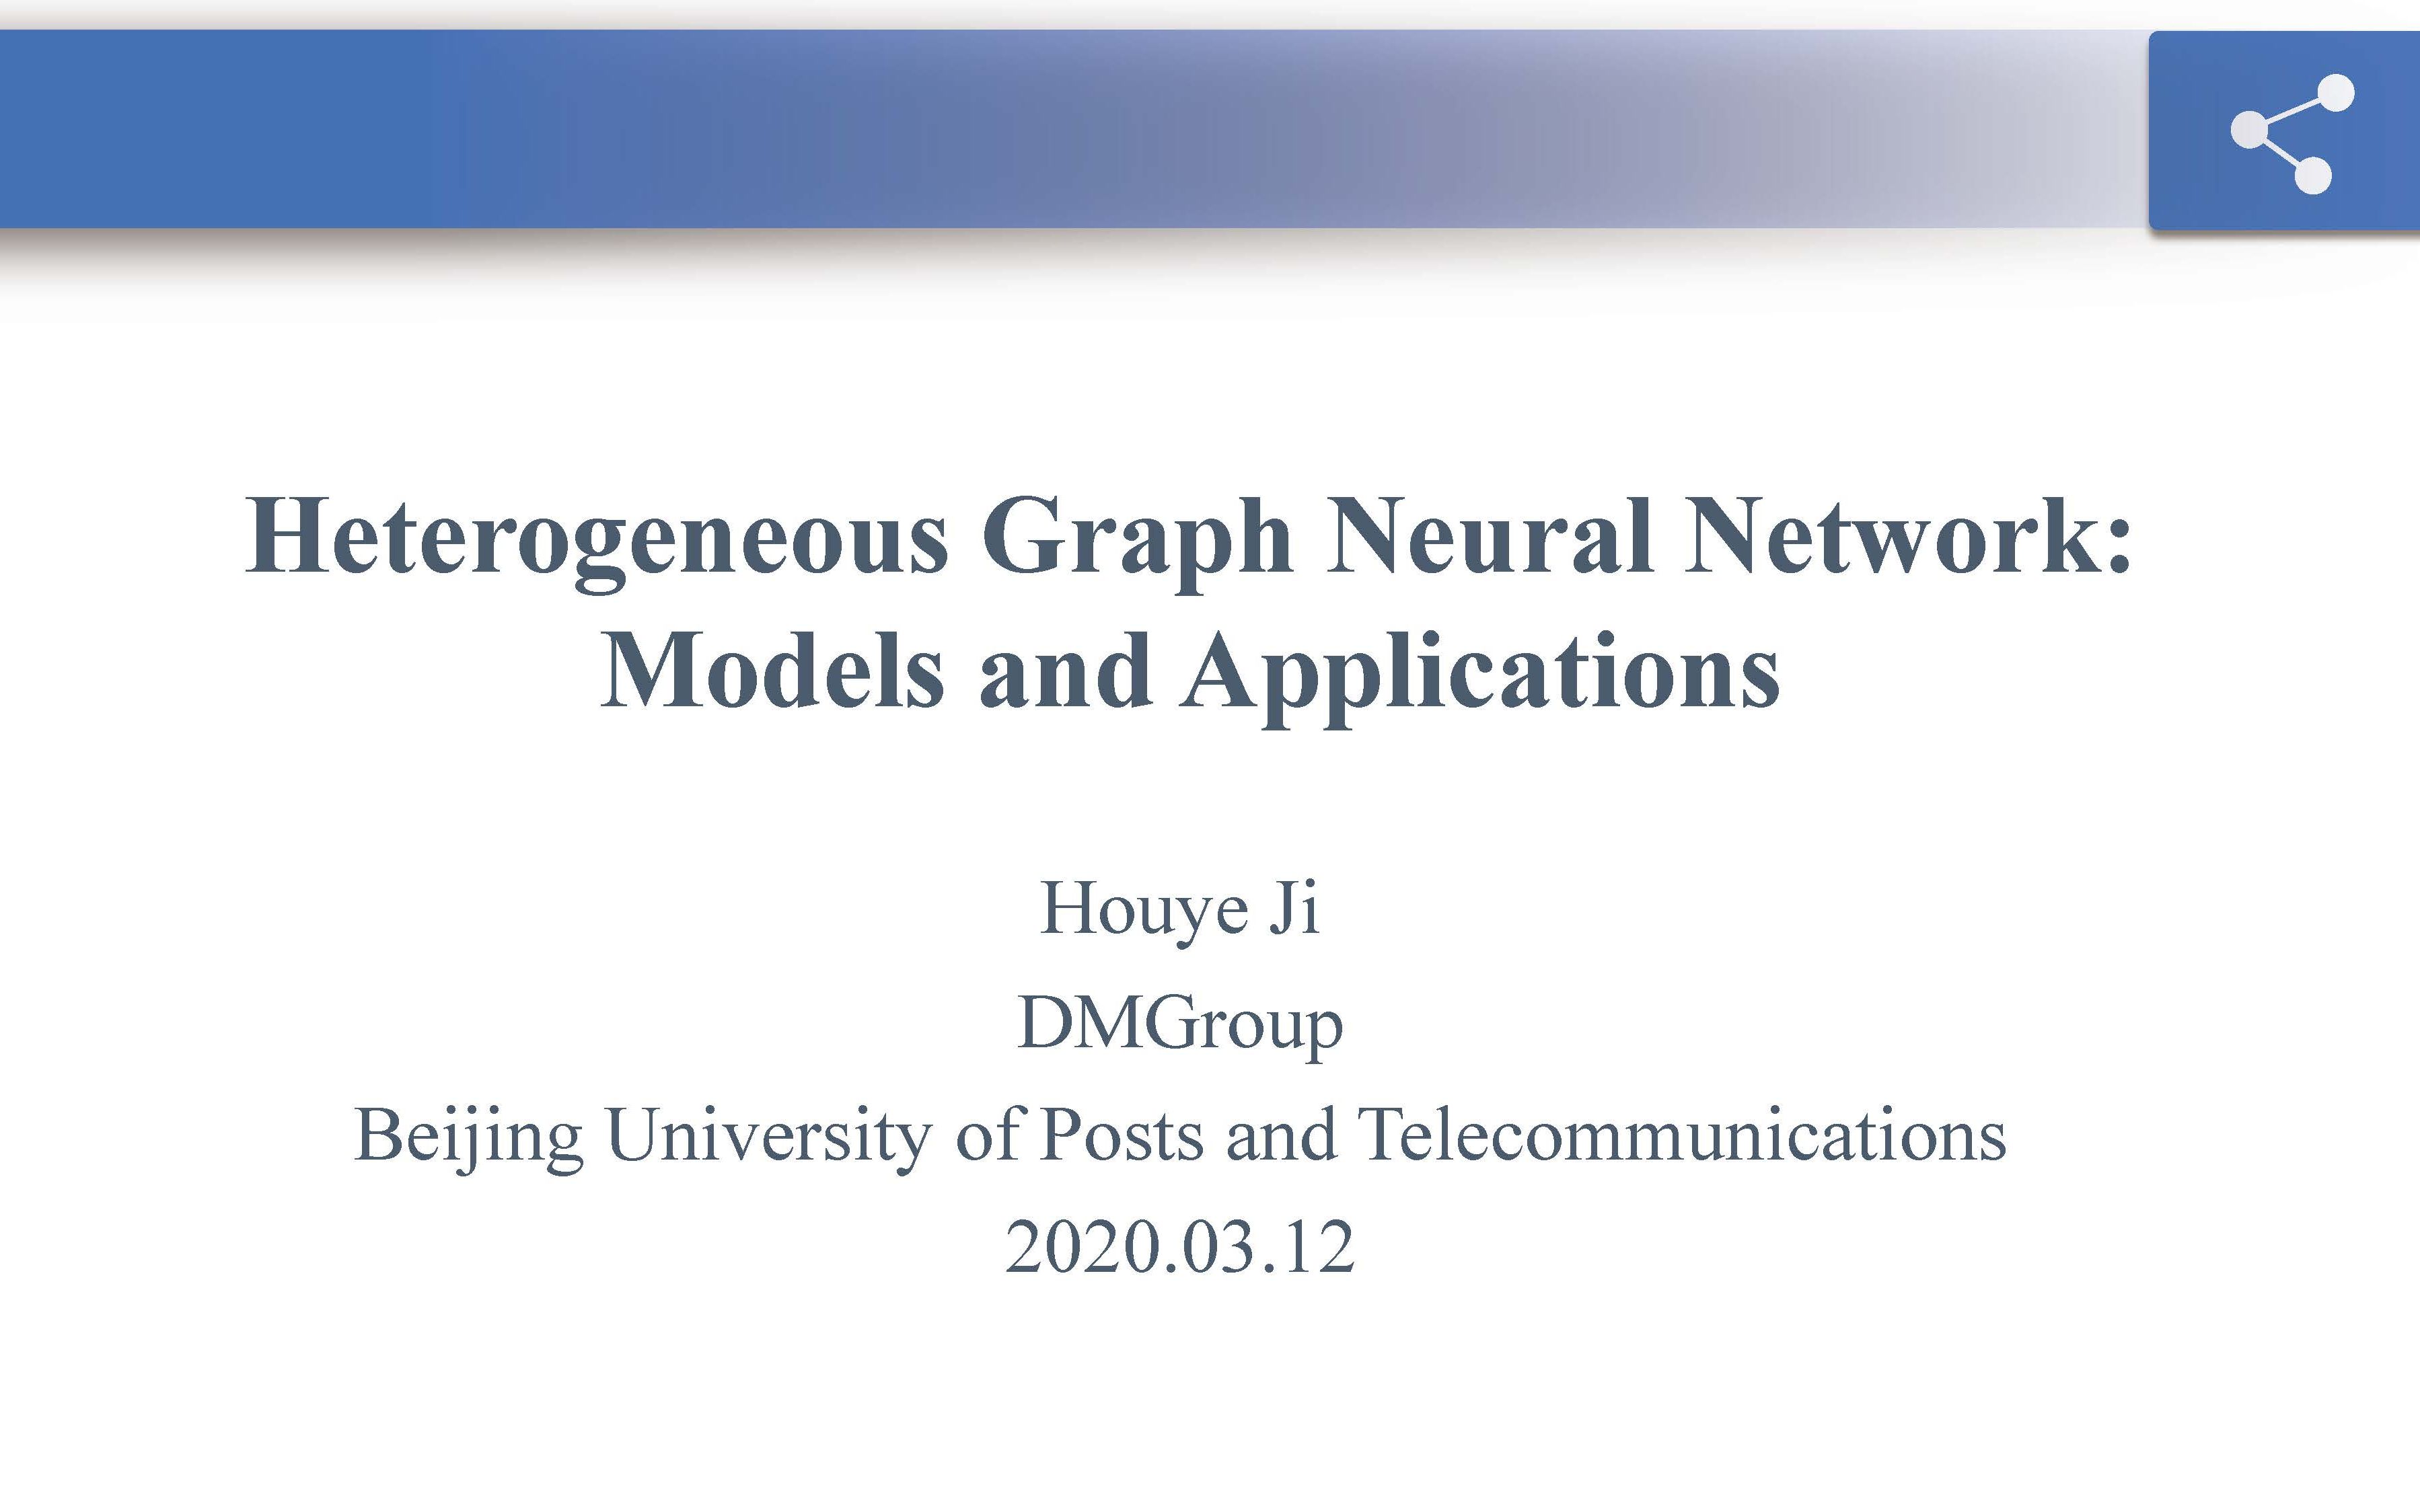 Heterogeneous Graph Neural Network:
Models and Applications
Houye Ji
DMGroup
Beijing University of Posts and Telecommunications
2020.03.12